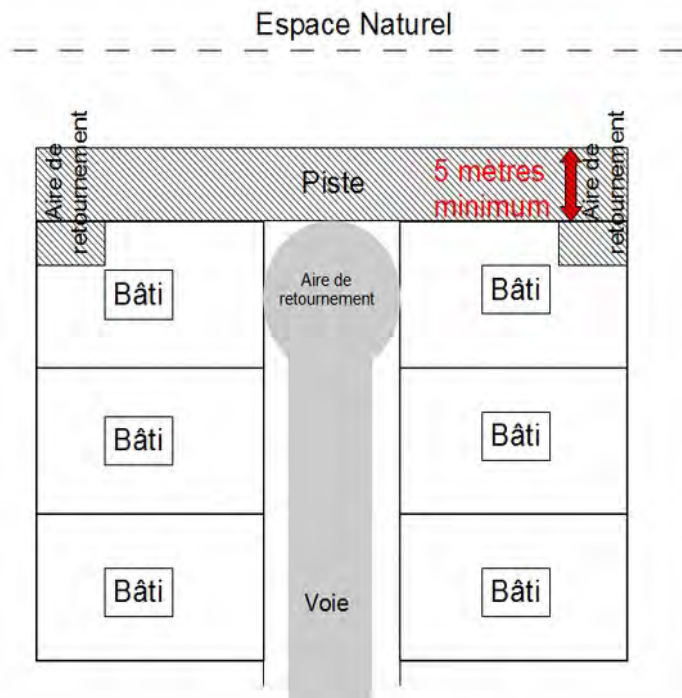 Espace Naturel
Aire de
retournement
Piste
5 mètres
minimum
Aire de
retournement
Aire de
retournement
Bâti
Bâti
Bâti
Bâti
Bâti
Voie
Bâti